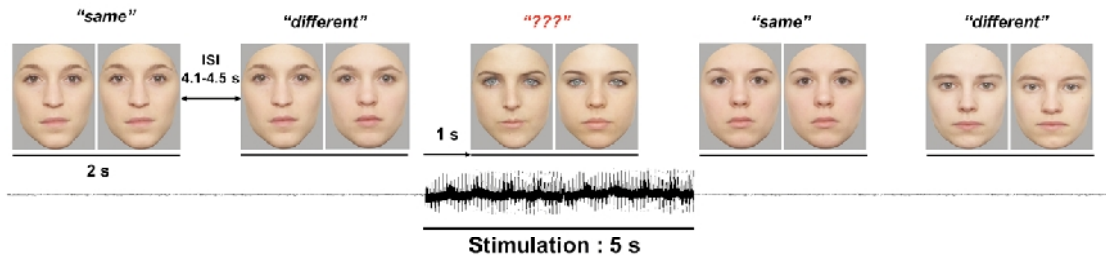 "same"
"different"
"???"
"same"
"different"
ISI
4.1-4.5 s
1 s
2 s
Stimulation : 5 s